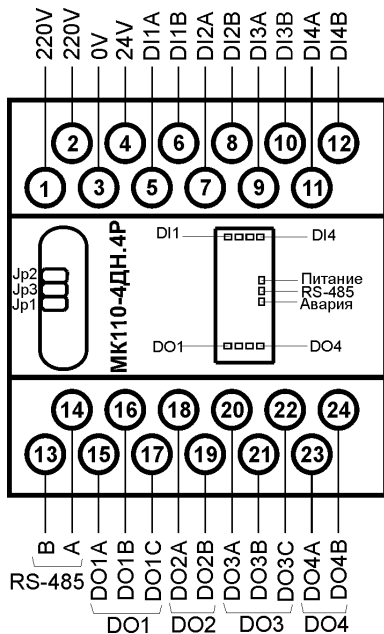 220V 220V 0V 24V DI1A DI1B DI2A DI2B DI3A DI3B DI4A DI4B
2 4 6 8 10 12
1 3 5 7 9 11
DI1 DI4
Jp2
Jp3
Jp1
МК110-4ДН.4Р
Питание
RS-485
Авария
DO1 DO4
14 16 18 20 22 24
13 15 17 19 21 23
B A DO1A DO1B DO1C DO2A DO2B DO3A DO3B DO3C DO4A DO4B
RS-485
DO1 DO2 DO3 DO4